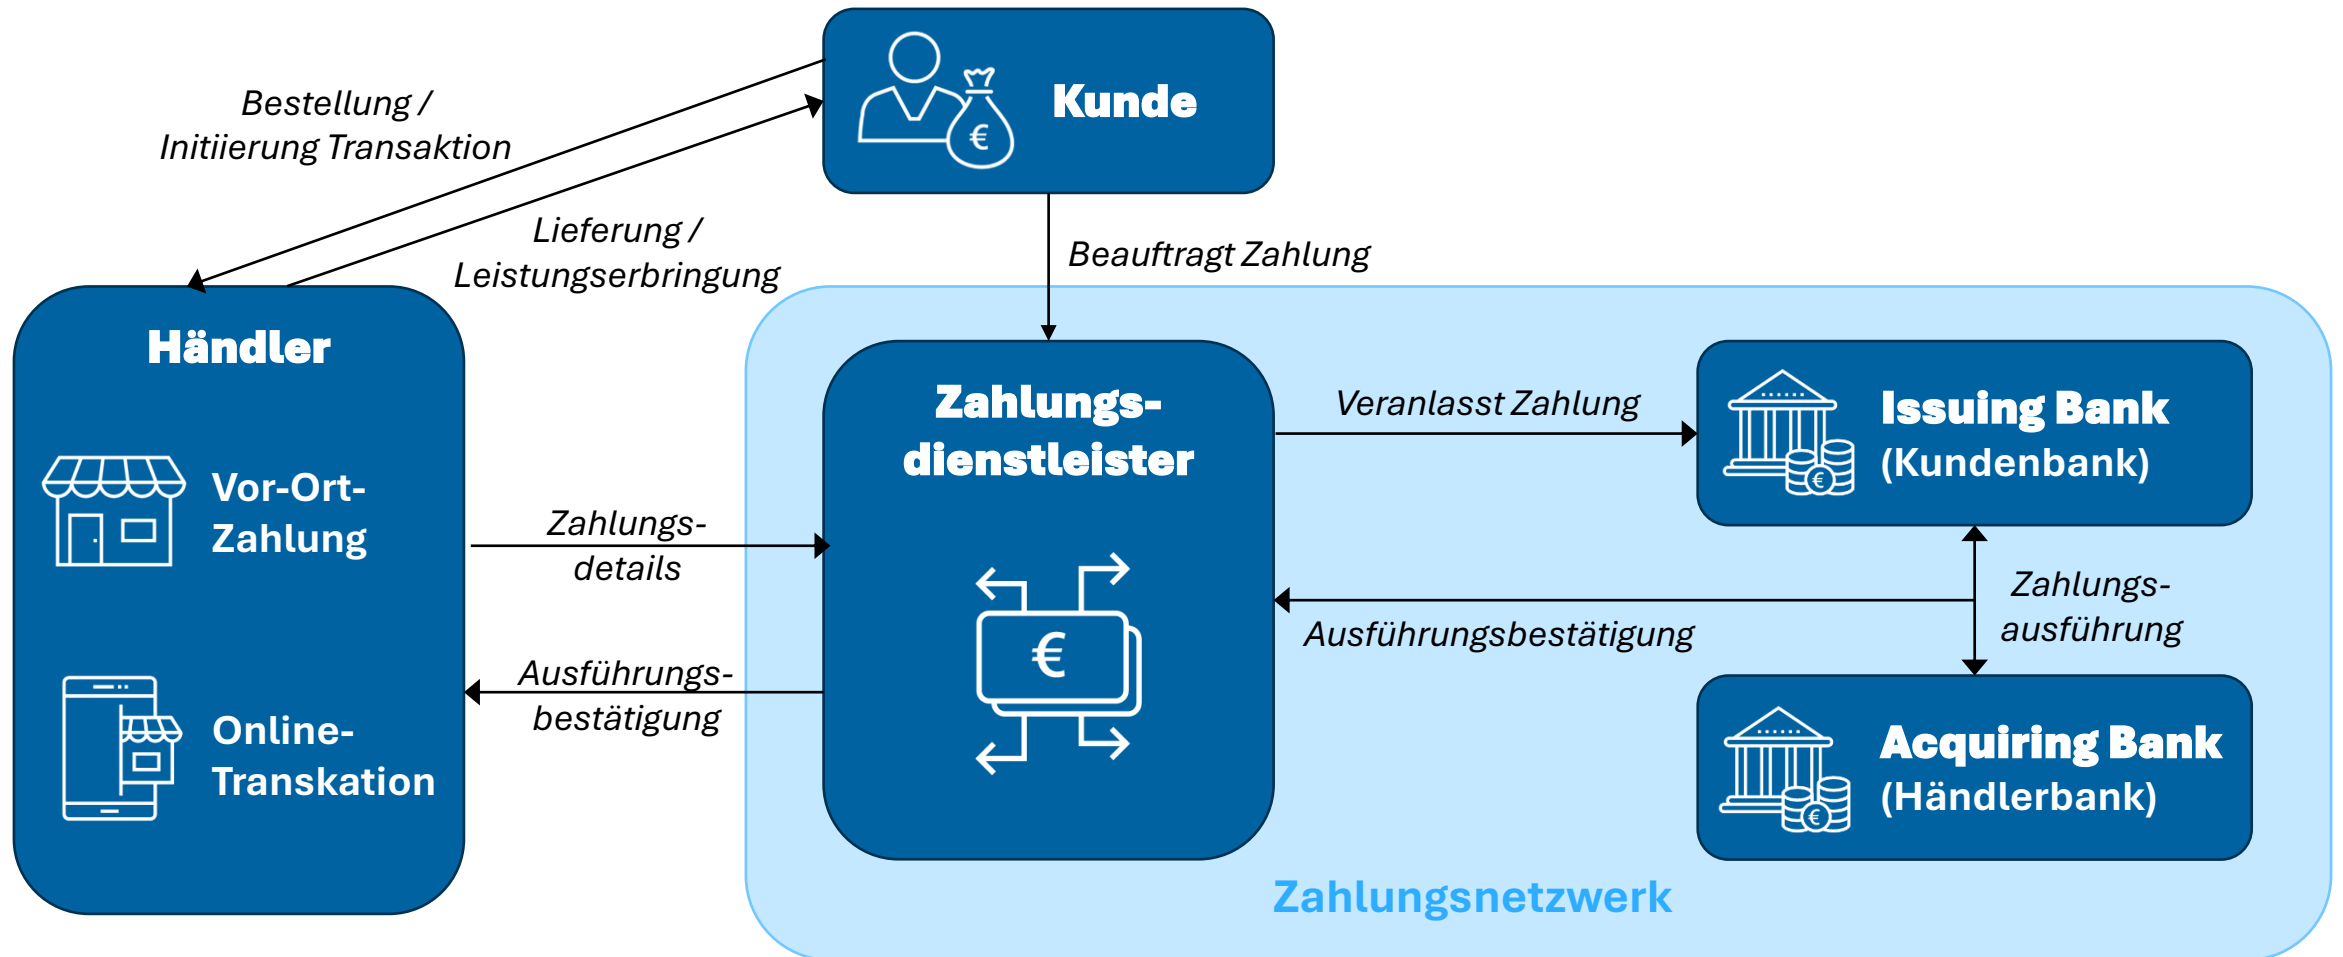 Kunde
€
Bestellung /
Initiierung Transaktion
Lieferung /
Leistungserbringung
Beauftragt Zahlung
Händler
Vor-Ort-
Zahlung
Online-
Transkation
Zahlungs-
details
Ausführungs-
bestätigung
Zahlungs-
dienstleister
€
Veranlasst Zahlung
Ausführungsbestätigung
Issuing Bank
(Kundenbank)
€
Zahlungs-
ausführung
Acquiring Bank
(Händlerbank)
€
Zahlungsnetzwerk